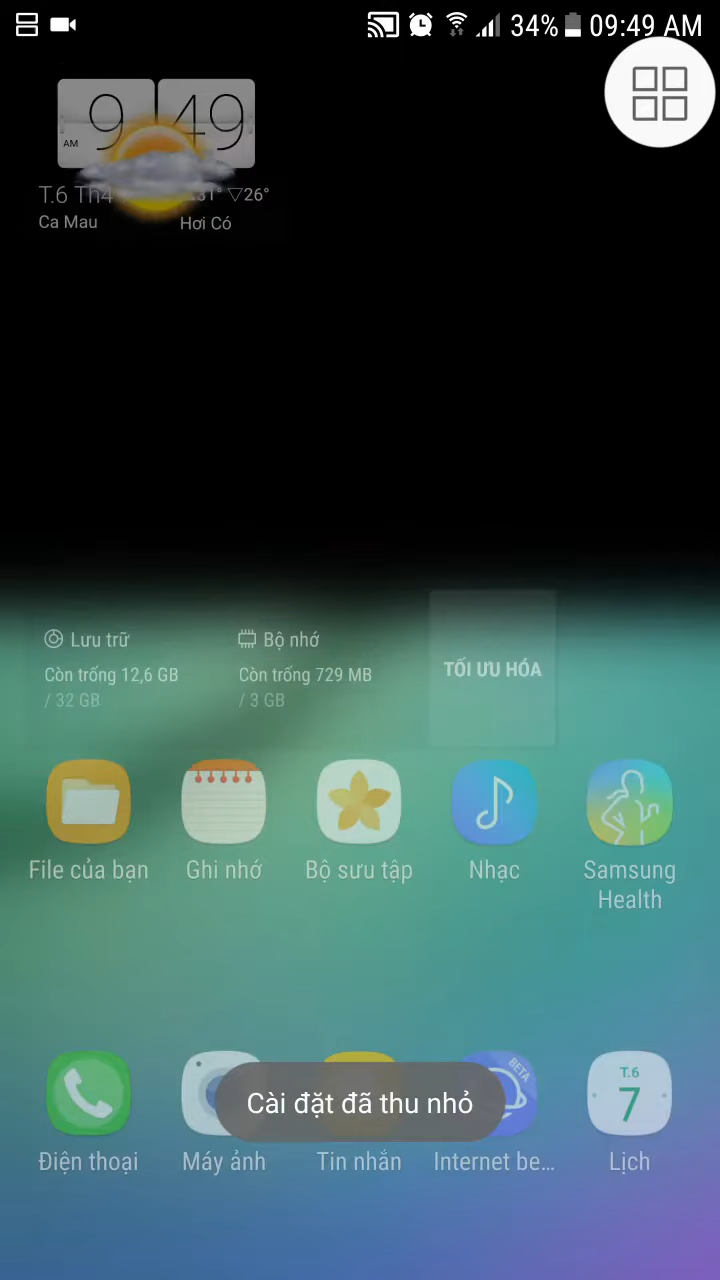 34% 09:49 AM
9 49
AM
T.6 Th4 31° ▽26°
Ca Mau Hơi Có
Lưu trữ
Còn trống 12,6 GB
/ 32 GB
Bộ nhớ
Còn trống 729 MB
/ 3 GB
TỐI ƯU HÓA
File của bạn
Ghi nhớ
Bộ sưu tập
Nhạc
Samsung
Health
BETA
T.6
7
Cài đặt đã thu nhỏ
Điện thoại
Máy ảnh
Tin nhắn
Internet be...
Lịch